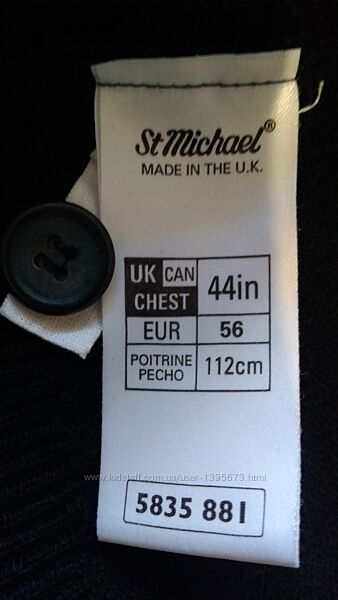 St Michael®
MADE IN THE U.K.
UK CAN CHEST 44in
EUR 56
POITRINE PECHO 112cm
www.kidstaff.com.ua/user-1395673.html
5835 881